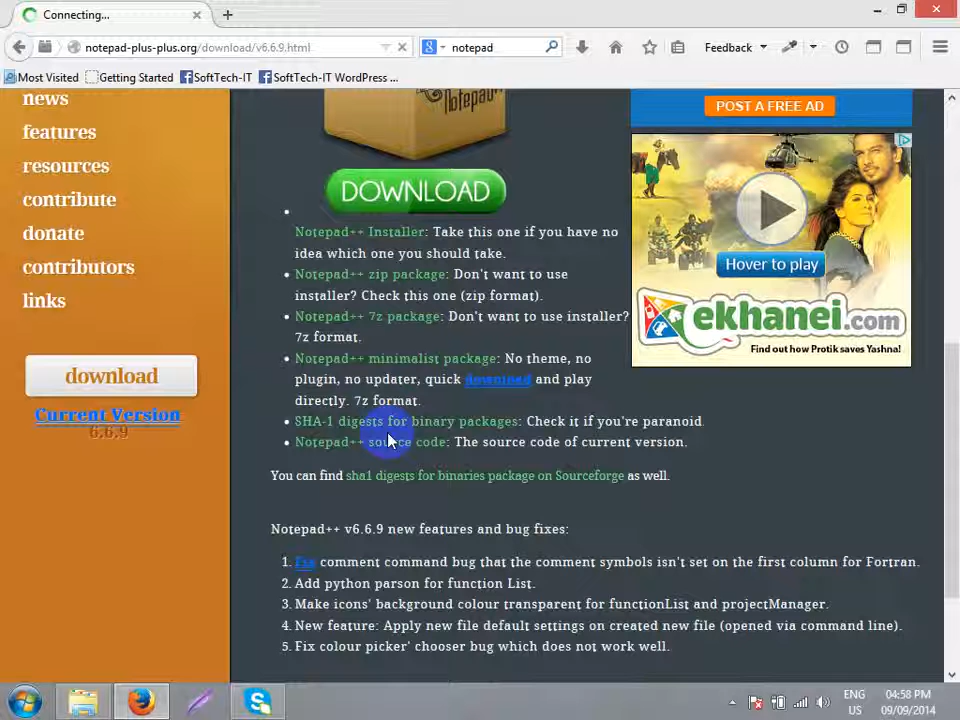 Connecting...
notepad-plus-plus.org/download/v6.6.9.html
notepad
Feedback
Most Visited
Getting Started
SoftTech-IT
SoftTech-IT WordPress ...
news
features
resources
contribute
donate
contributors
links
download
Current Version
6.6.9
Notepad
DOWNLOAD
Notepad++ Installer: Take this one if you have no
idea which one you should take.
Notepad++ zip package: Don't want to use
installer? Check this one (zip format).
Notepad++ 7z package: Don't want to use installer?
7z format.
Notepad++ minimalist package: No theme, no
plugin, no updater, quick download and play
directly. 7z format.
SHA-1 digests for binary packages: Check it if you're paranoid.
Notepad++ source code: The source code of current version.
You can find sha1 digests for binaries package on Sourceforge as well.
Notepad++ v6.6.9 new features and bug fixes:
1. Fix comment command bug that the comment symbols isn't set on the first column for Fortran.
2. Add python parson for function List.
3. Make icons' background colour transparent for functionList and projectManager.
4. New feature: Apply new file default settings on created new file (opened via command line).
5. Fix colour picker' chooser bug which does not work well.
POST A FREE AD
Hover to play
ekhanei.com
Find out how Protik saves Yashna!
ENG
US
04:58 PM
09/09/2014